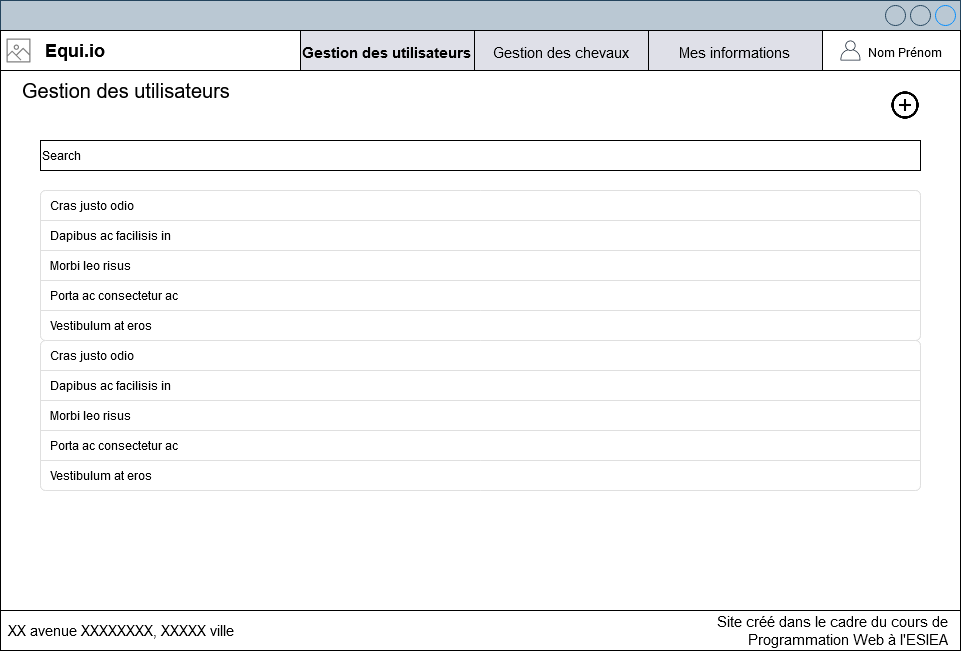 Equi.io
Gestion des utilisateurs
Gestion des chevaux
Mes informations
Nom Prénom
Gestion des utilisateurs
Search
Cras justo odio
Dapibus ac facilisis in
Morbi leo risus
Porta ac consectetur ac
Vestibulum at eros
Cras justo odio
Dapibus ac facilisis in
Morbi leo risus
Porta ac consectetur ac
Vestibulum at eros
XX avenue XXXXXXXX, XXXXX ville
Site créé dans le cadre du cours de
Programmation Web à l'ESIEA